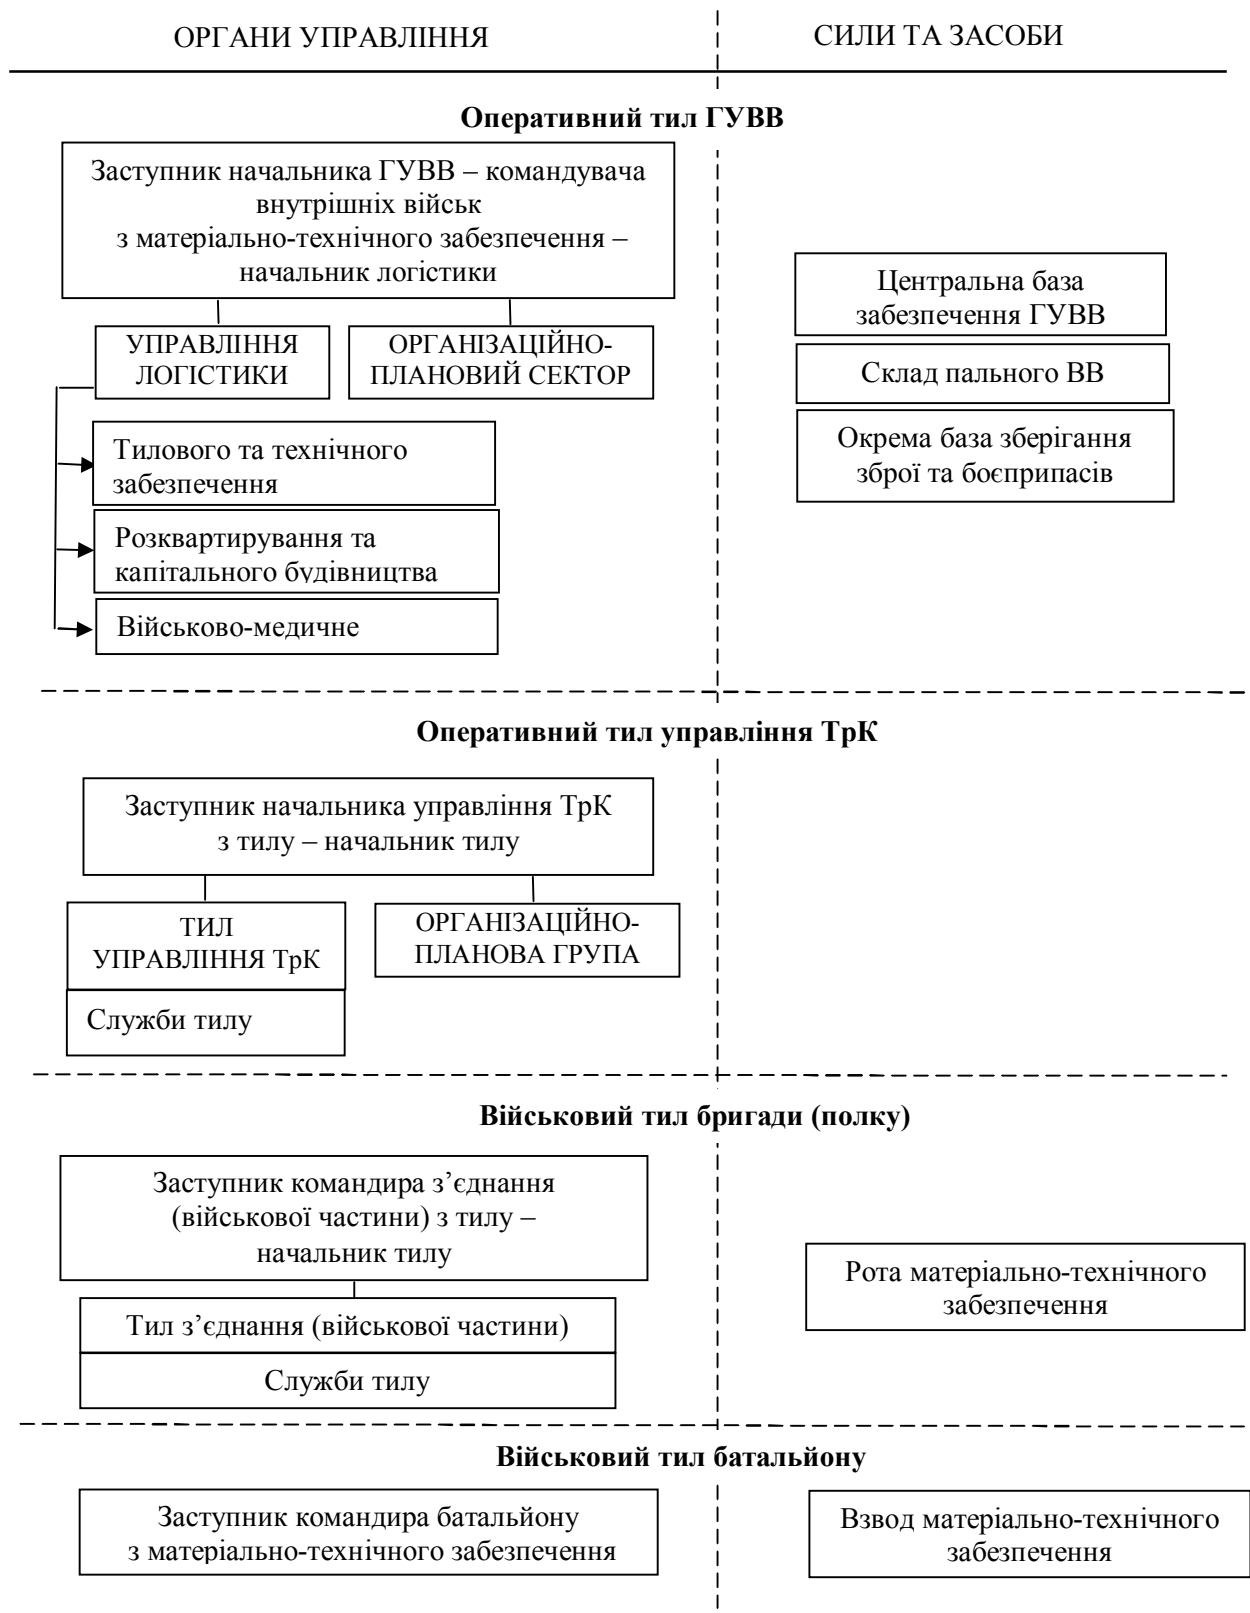 ОРГАНИ УПРАВЛІННЯ
СИЛИ ТА ЗАСОБИ
Оперативний тил ГУВВ
Заступник начальника ГУВВ – командувача
внутрішніх військ
з матеріально-технічного забезпечення –
начальник логістики
УПРАВЛІННЯ
ЛОГІСТИКИ
ОРГАНІЗАЦІЙНО-
ПЛАНОВИЙ СЕКТОР
Тилового та технічного
забезпечення
Розквартирування та
капітального будівництва
Військово-медичне
Центральна база
забезпечення ГУВВ
Склад пального ВВ
Окрема база зберігання
зброї та боєприпасів
Оперативний тил управління ТрК
Заступник начальника управління ТрК
з тилу – начальник тилу
ТИЛ
УПРАВЛІННЯ ТрК
Служби тилу
ОРГАНІЗАЦІЙНО-
ПЛАНОВА ГРУПА
Військовий тил бригади (полку)
Заступник командира з’єднання
(військової частини) з тилу –
начальник тилу
Тил з’єднання (військової частини)
Служби тилу
Рота матеріально-технічного
забезпечення
Військовий тил батальйону
Заступник командира батальйону
з матеріально-технічного забезпечення
Взвод матеріально-технічного
забезпечення